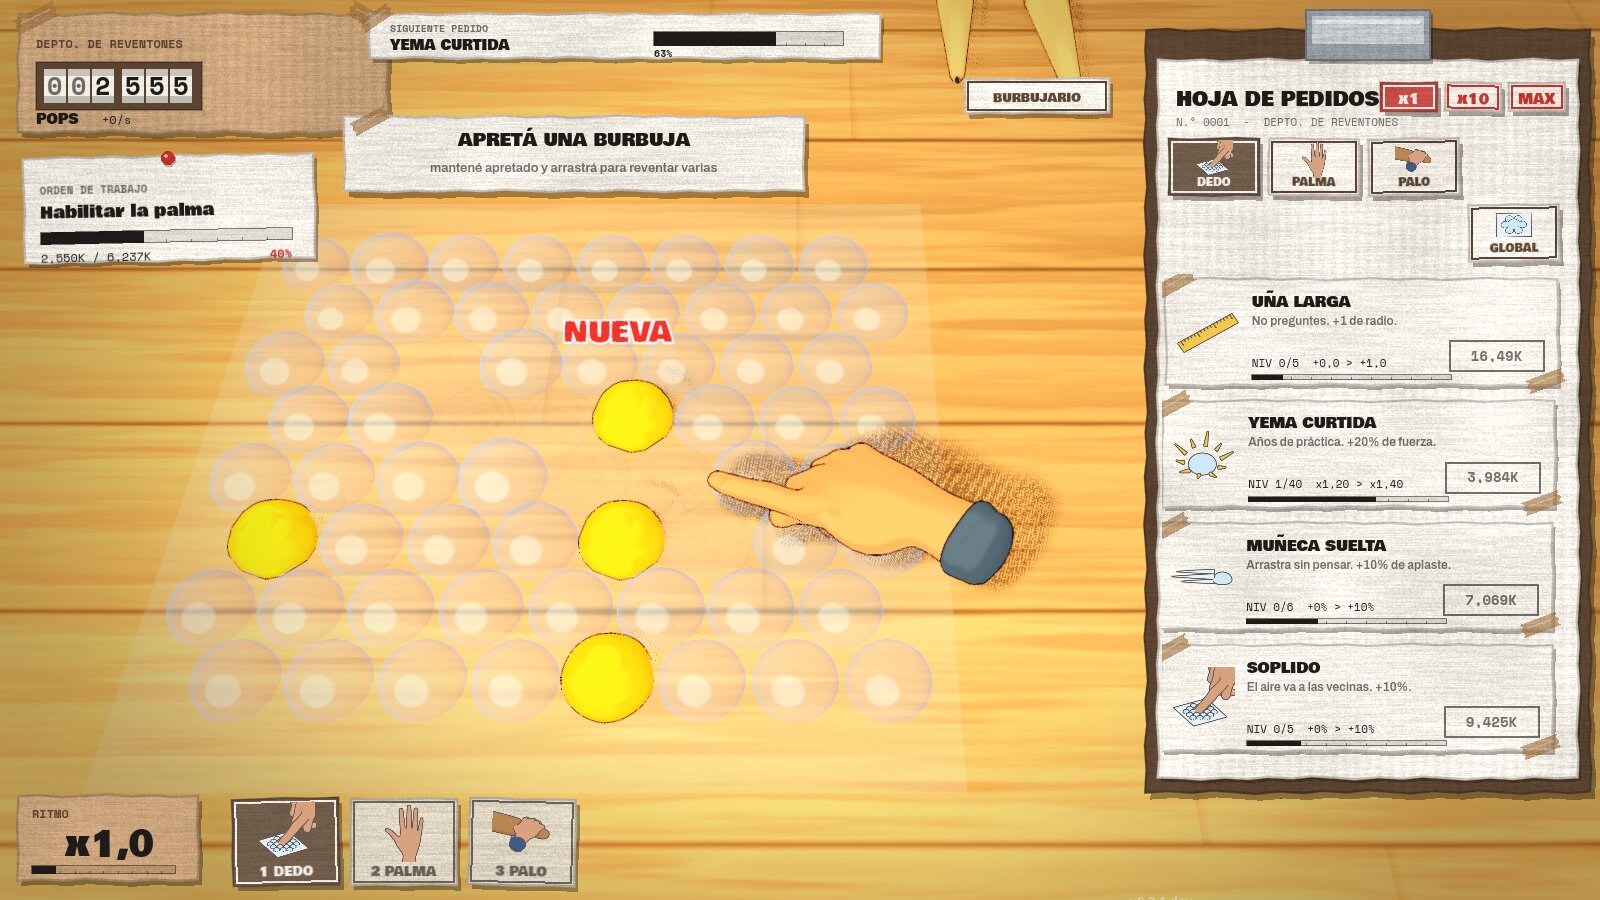 DEPTO. DE REVENTONES
002555
POPS +0/s
SIGUIENTE PEDIDO
YEMA CURTIDA
63%
BURBUJARIO
APRETÁ UNA BURBUJA
mantené apretado y arrastrá para reventar varias
ORDEN DE TRABAJO
Habilitar la palma
2,550K / 6,237K
40%
NUEVA
HOJA DE PEDIDOS
x1
x10
MAX
N.° 0001 - DEPTO. DE REVENTONES
DEDO
PALMA
PALO
GLOBAL
UÑA LARGA
No preguntes. +1 de radio.
NIV 0/5 +0,0 > +1,0
16,49K
YEMA CURTIDA
Años de práctica. +20% de fuerza.
NIV 1/40 x1,20 > x1,40
3,984K
MUÑECA SUELTA
Arrastra sin pensar. +10% de aplaste.
NIV 0/6 +0% > +10%
7,069K
SOPLIDO
El aire va a las vecinas. +10%.
NIV 0/5 +0% > +10%
9,425K
RITMO
x1,0
1 DEDO
2 PALMA
3 PALO